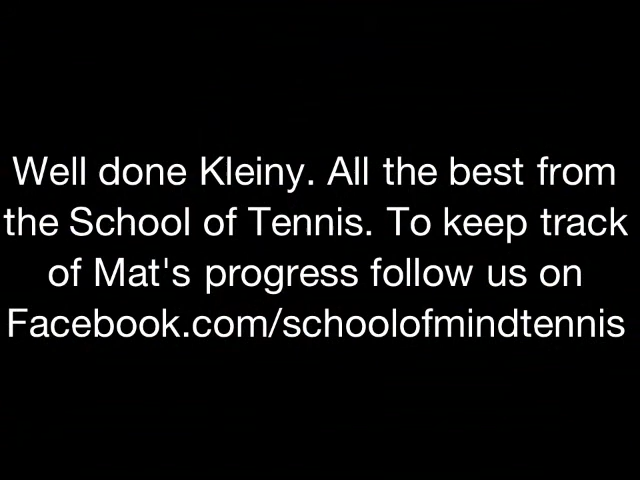 Well done Kleiny. All the best from
the School of Tennis. To keep track
of Mat's progress follow us on
Facebook.com/schoolofmindtennis